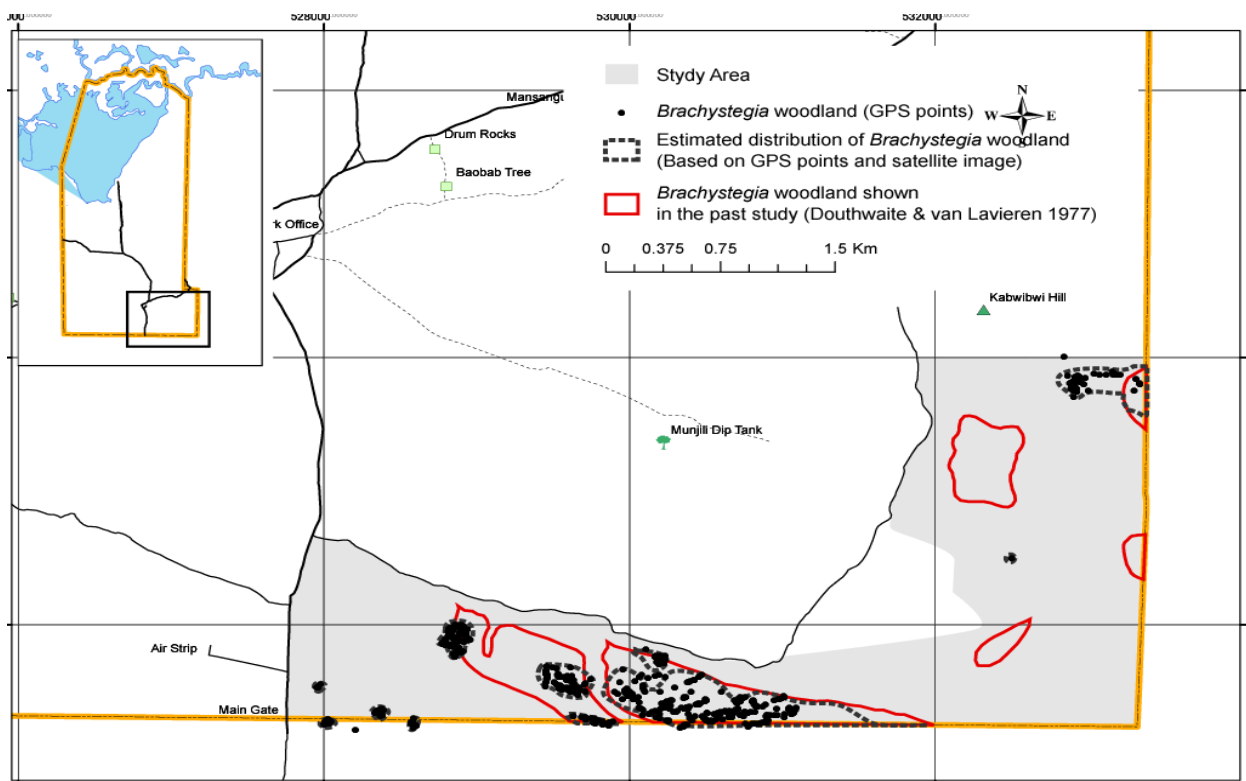 528000
530000
532000
Stydy Area
Brachystegia woodland (GPS points)
Estimated distribution of Brachystegia woodland
(Based on GPS points and satellite image)
Brachystegia woodland shown
in the past study (Douthwaite & van Lavieren 1977)
0 0.375 0.75 1.5 Km
N
W E
Mansangu
Drum Rocks
Baobab Tree
rk Office
Kabwibwi Hill
Munjili Dip Tank
Air Strip
Main Gate